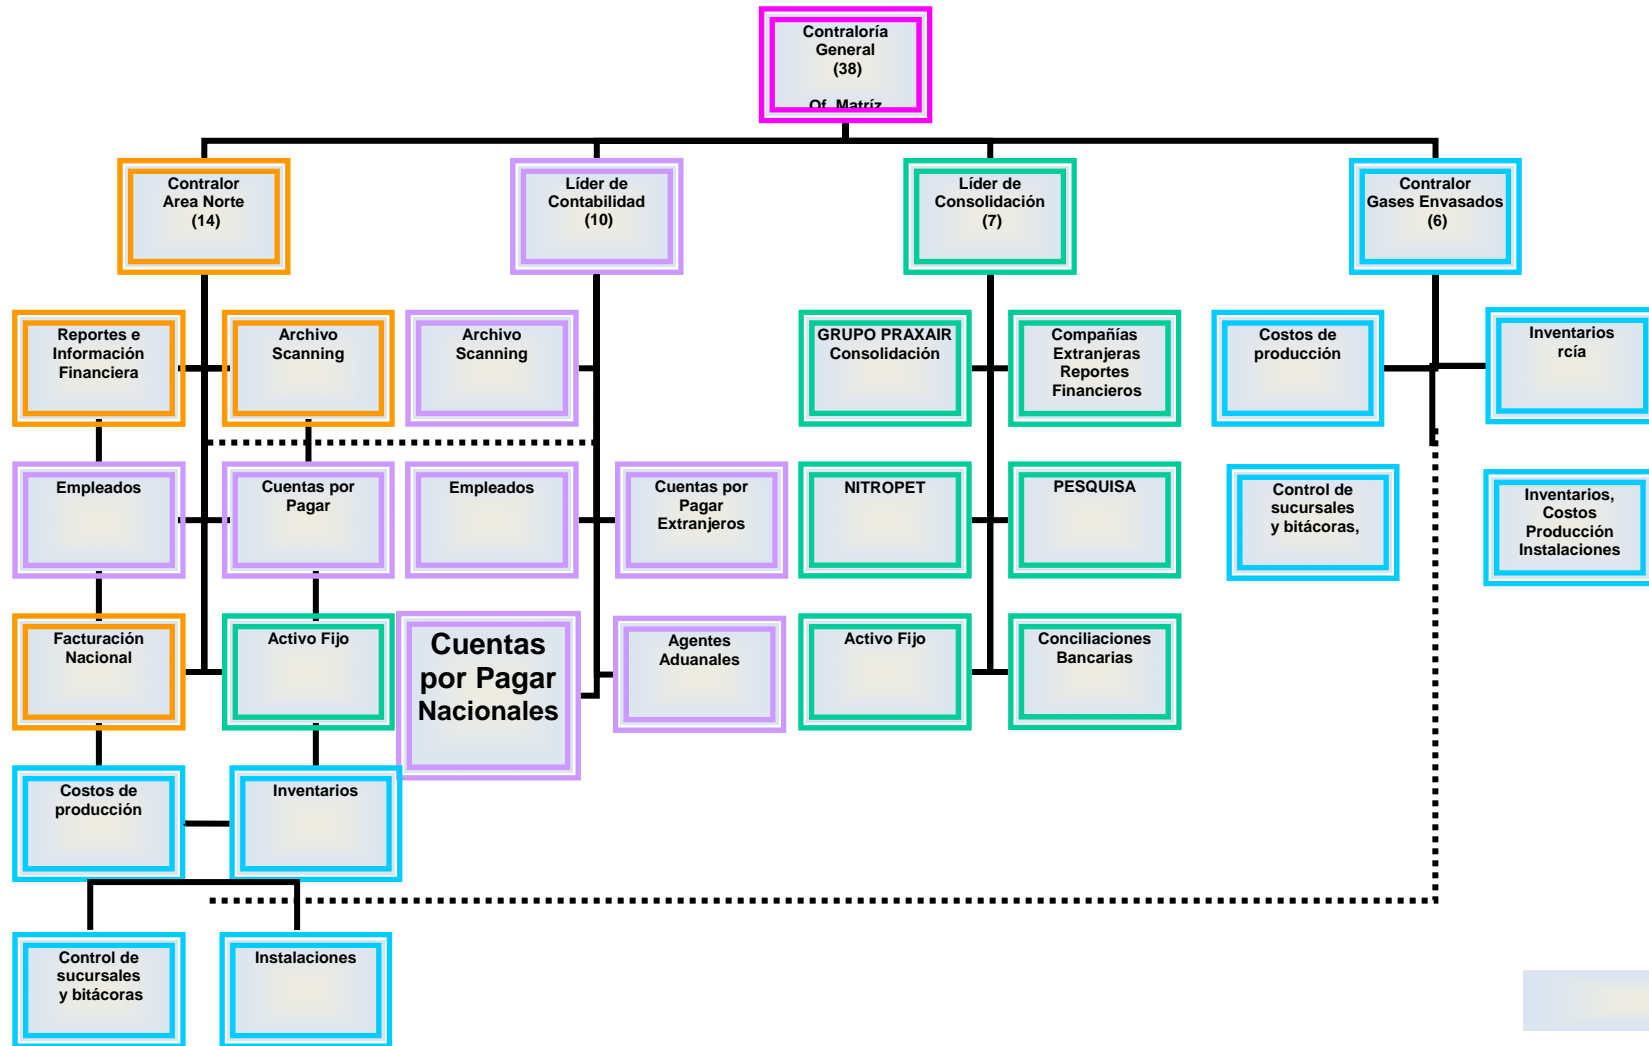 Contraloría
General
(38)
Of. Matríz
Contralor
Area Norte
(14)
Líder de
Contabilidad
(10)
Líder de
Consolidación
(7)
Contralor
Gases Envasados
(6)
Reportes e
Información
Financiera
Archivo
Scanning
Archivo
Scanning
GRUPO PRAXAIR
Consolidación
Compañías
Extranjeras
Reportes
Financieros
Costos de
producción
Inventarios
rcía
Empleados
Cuentas por
Pagar
Empleados
Cuentas por
Pagar
Extranjeros
NITROPET
PESQUISA
Control de
sucursales
y bitácoras,
Inventarios,
Costos
Producción
Instalaciones
Facturación
Nacional
Activo Fijo
Cuentas
por Pagar
Nacionales
Agentes
Aduanales
Activo Fijo
Conciliaciones
Bancarias
Costos de
producción
Inventarios
Control de
sucursales
y bitácoras
Instalaciones